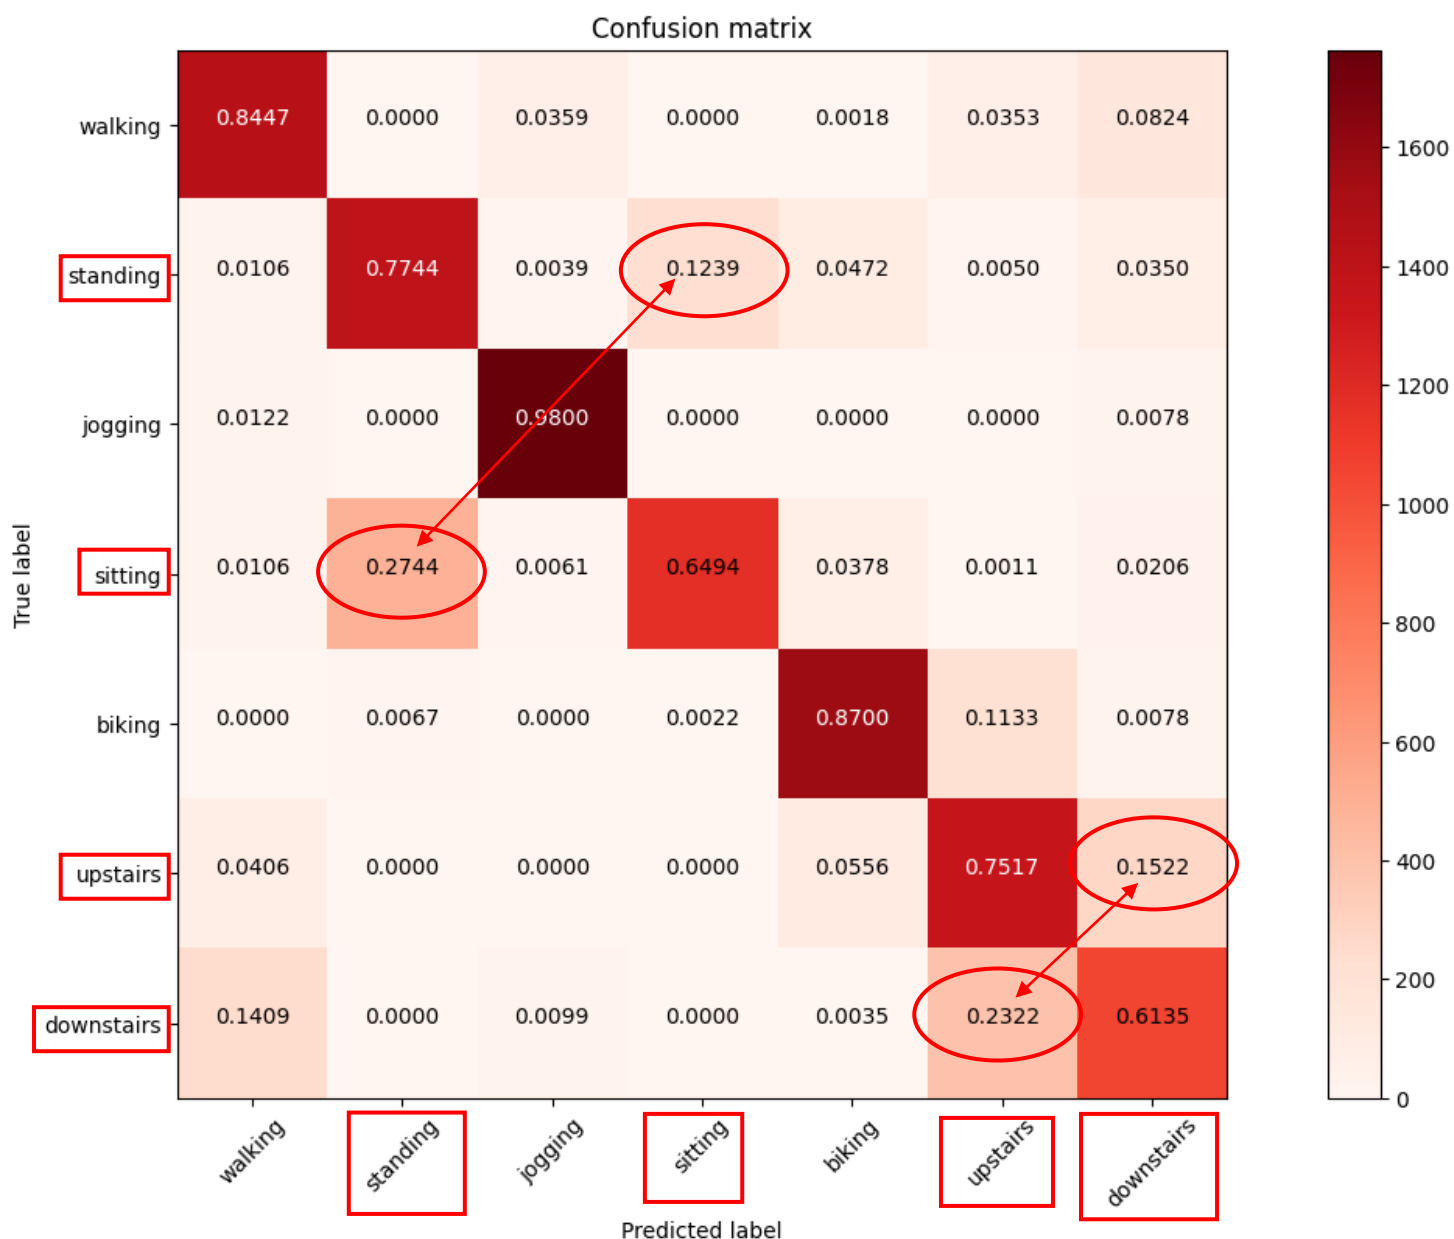 Confusion matrix
walking 0.8447 0.0000 0.0359 0.0000 0.0018 0.0353 0.0824
standing 0.0106 0.7744 0.0039 0.1239 0.0472 0.0050 0.0350
jogging 0.0122 0.0000 0.9800 0.0000 0.0000 0.0000 0.0078
sitting 0.0106 0.2744 0.0061 0.6494 0.0378 0.0011 0.0206
biking 0.0000 0.0067 0.0000 0.0022 0.8700 0.1133 0.0078
upstairs 0.0406 0.0000 0.0000 0.0000 0.0556 0.7517 0.1522
downstairs 0.1409 0.0000 0.0099 0.0000 0.0035 0.2322 0.6135
True label
walking standing jogging sitting biking upstairs downstairs
Predicted label
1600
1400
1200
1000
800
600
400
200
0